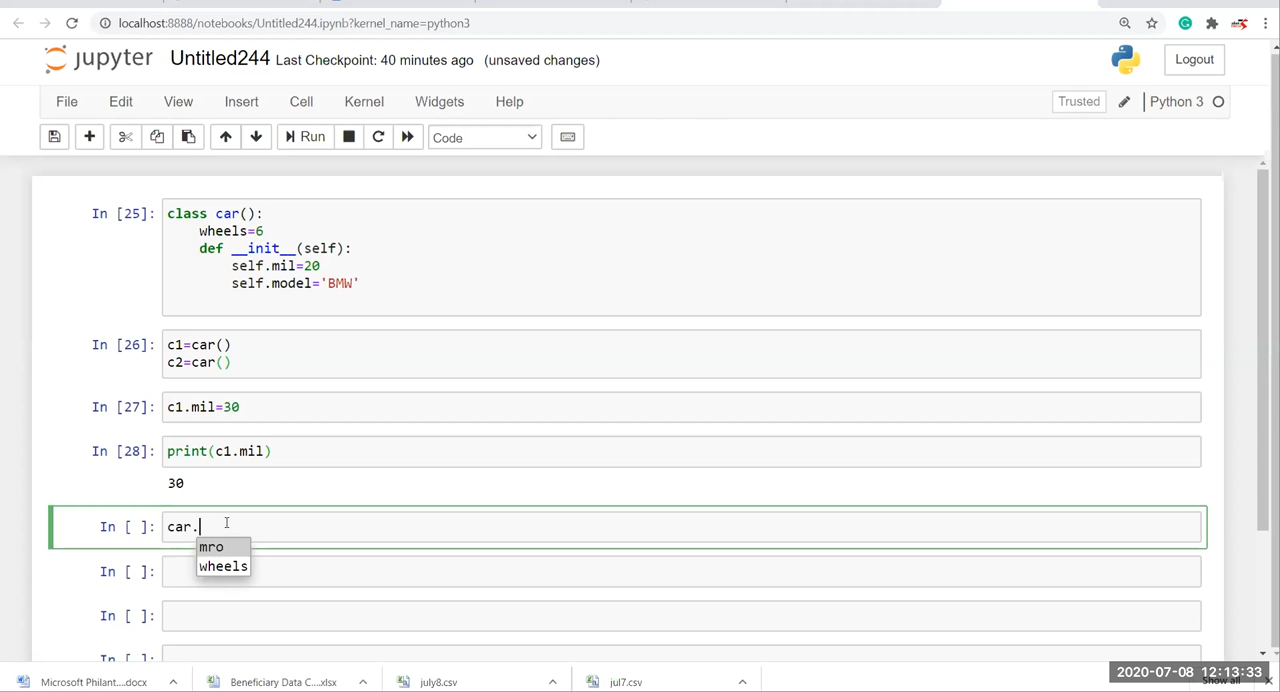 localhost:8888/notebooks/Untitled244.ipynb?kernel_name=python3
jupyter Untitled244 Last Checkpoint: 40 minutes ago (unsaved changes)
Logout
File Edit View Insert Cell Kernel Widgets Help
Trusted Python 3
Run Code
In [25]: class car():
wheels=6
def __init__(self):
self.mil=20
self.model='BMW'
In [26]: c1=car()
c2=car()
In [27]: c1.mil=30
In [28]: print(c1.mil)
30
In [ ]: car.
mro
wheels
In [ ]:
In [ ]:
In [ ]:
Microsoft Philant....docx Beneficiary Data C....xlsx july8.csv jul7.csv Show all
2020-07-08 12:13:33